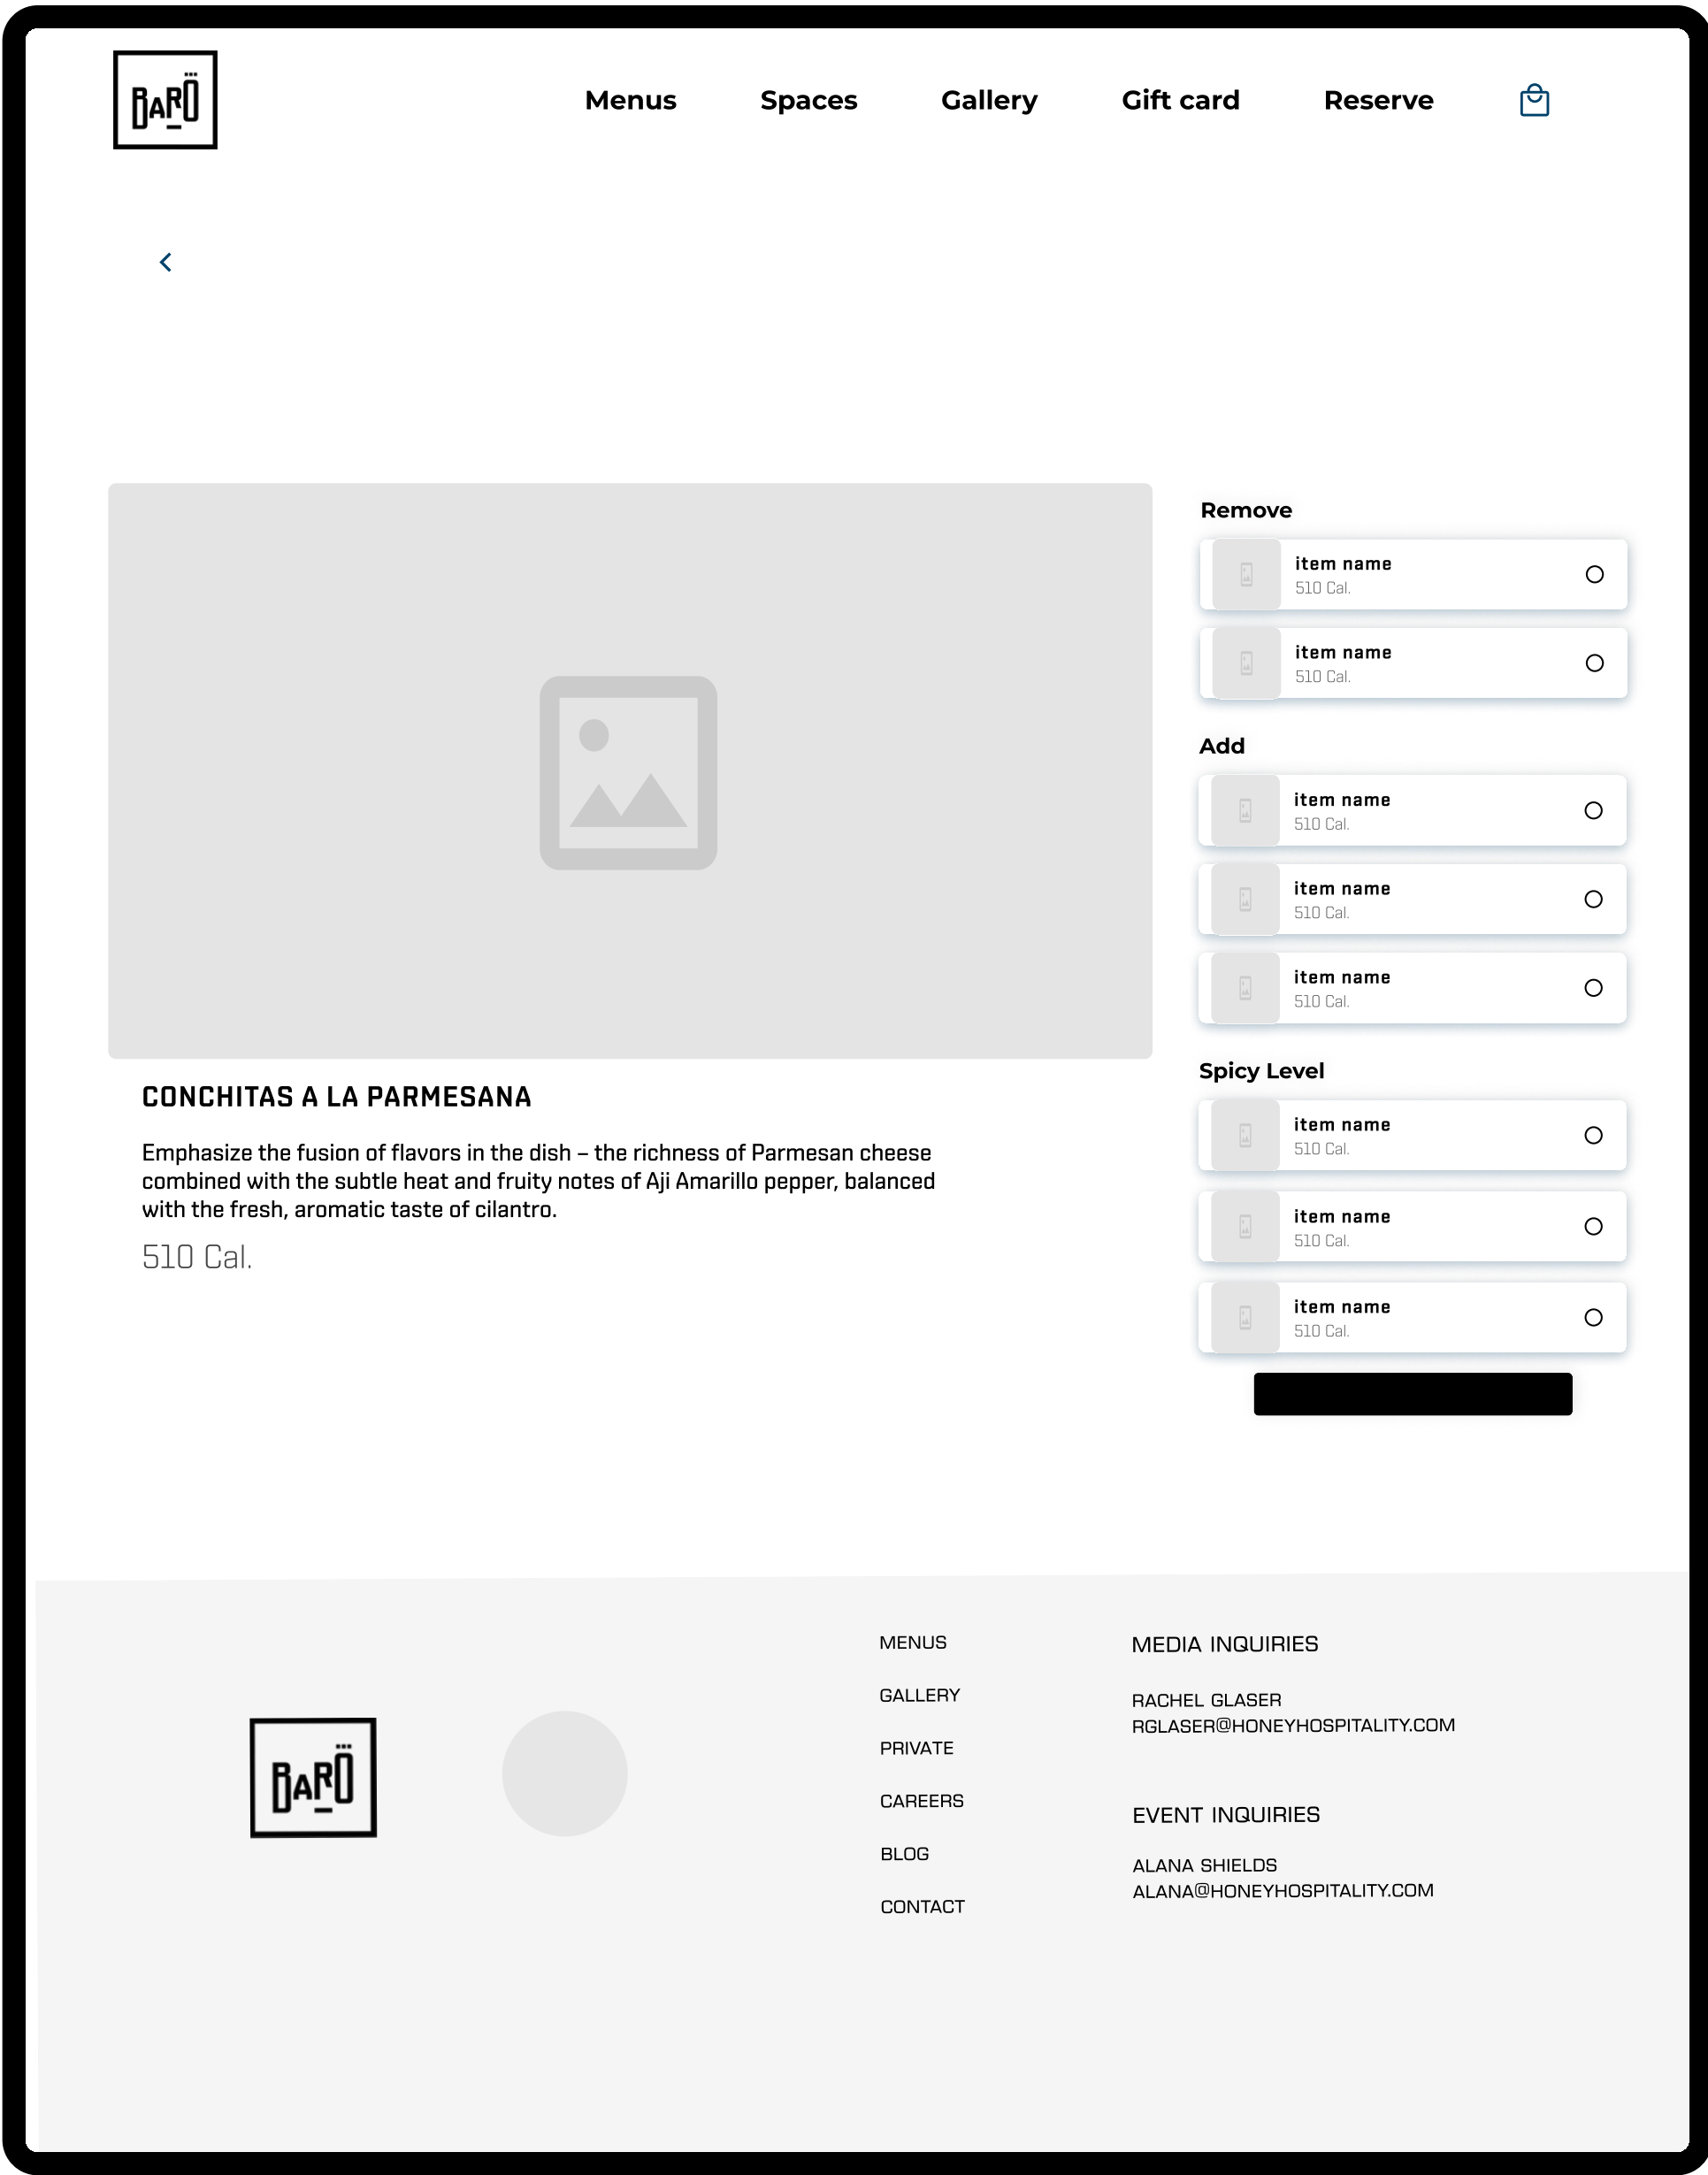 BARÖ
Menus
Spaces
Gallery
Gift card
Reserve
Remove
item name
510 Cal.
item name
510 Cal.
Add
item name
510 Cal.
item name
510 Cal.
item name
510 Cal.
Spicy Level
item name
510 Cal.
item name
510 Cal.
item name
510 Cal.
CONCHITAS A LA PARMESANA
Emphasize the fusion of flavors in the dish – the richness of Parmesan cheese
combined with the subtle heat and fruity notes of Aji Amarillo pepper, balanced
with the fresh, aromatic taste of cilantro.
510 Cal.
BARÖ
MENUS
GALLERY
PRIVATE
CAREERS
BLOG
CONTACT
MEDIA INQUIRIES
RACHEL GLASER
RGLASER@HONEYHOSPITALITY.COM
EVENT INQUIRIES
ALANA SHIELDS
ALANA@HONEYHOSPITALITY.COM